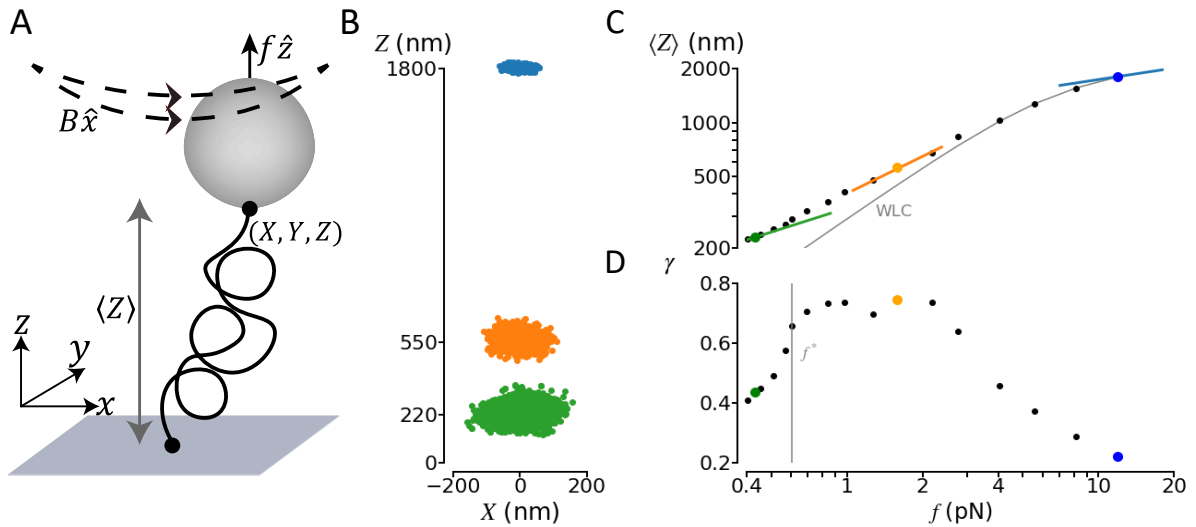 A
f ẑ
B x̂
(X, Y, Z)
⟨Z⟩
z
y
x
B
Z (nm)
1800
550
220
0
−200
0
200
X (nm)
C
⟨Z⟩ (nm)
2000
1000
500
200
WLC
D
γ
0.8
0.6
0.4
0.2
f*
0.4
1
2
4
10
20
f (pN)